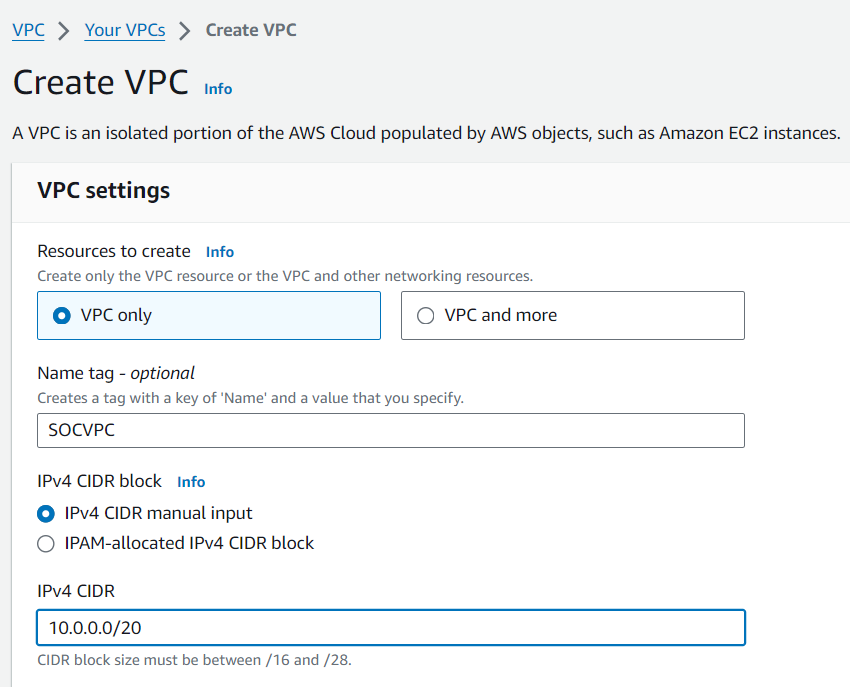 VPC > Your VPCs > Create VPC
Create VPC Info
A VPC is an isolated portion of the AWS Cloud populated by AWS objects, such as Amazon EC2 instances.
VPC settings
Resources to create Info
Create only the VPC resource or the VPC and other networking resources.
VPC only VPC and more
Name tag - optional
Creates a tag with a key of 'Name' and a value that you specify.
SOCVPC
IPv4 CIDR block Info
IPv4 CIDR manual input
IPAM-allocated IPv4 CIDR block
IPv4 CIDR
10.0.0.0/20
CIDR block size must be between /16 and /28.